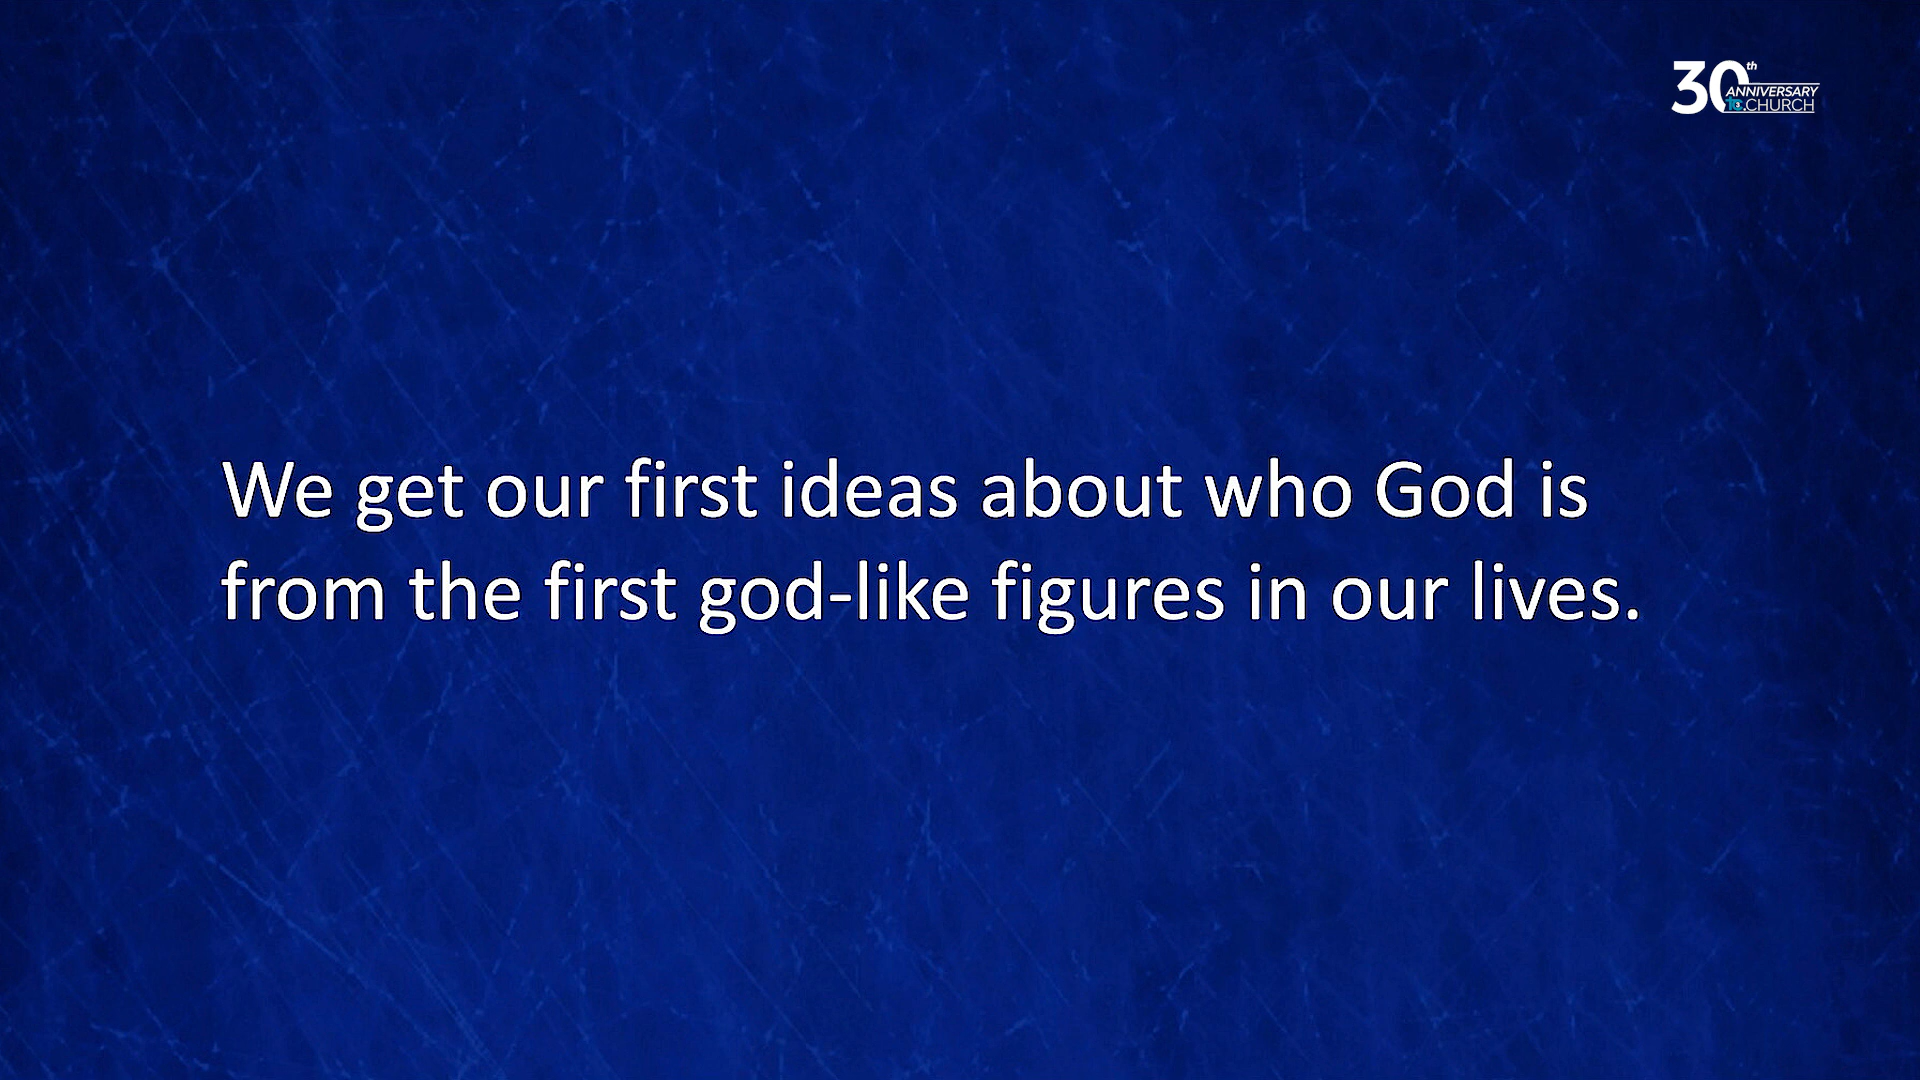 30th
ANNIVERSARY
.CHURCH
We get our first ideas about who God is
from the first god-like figures in our lives.